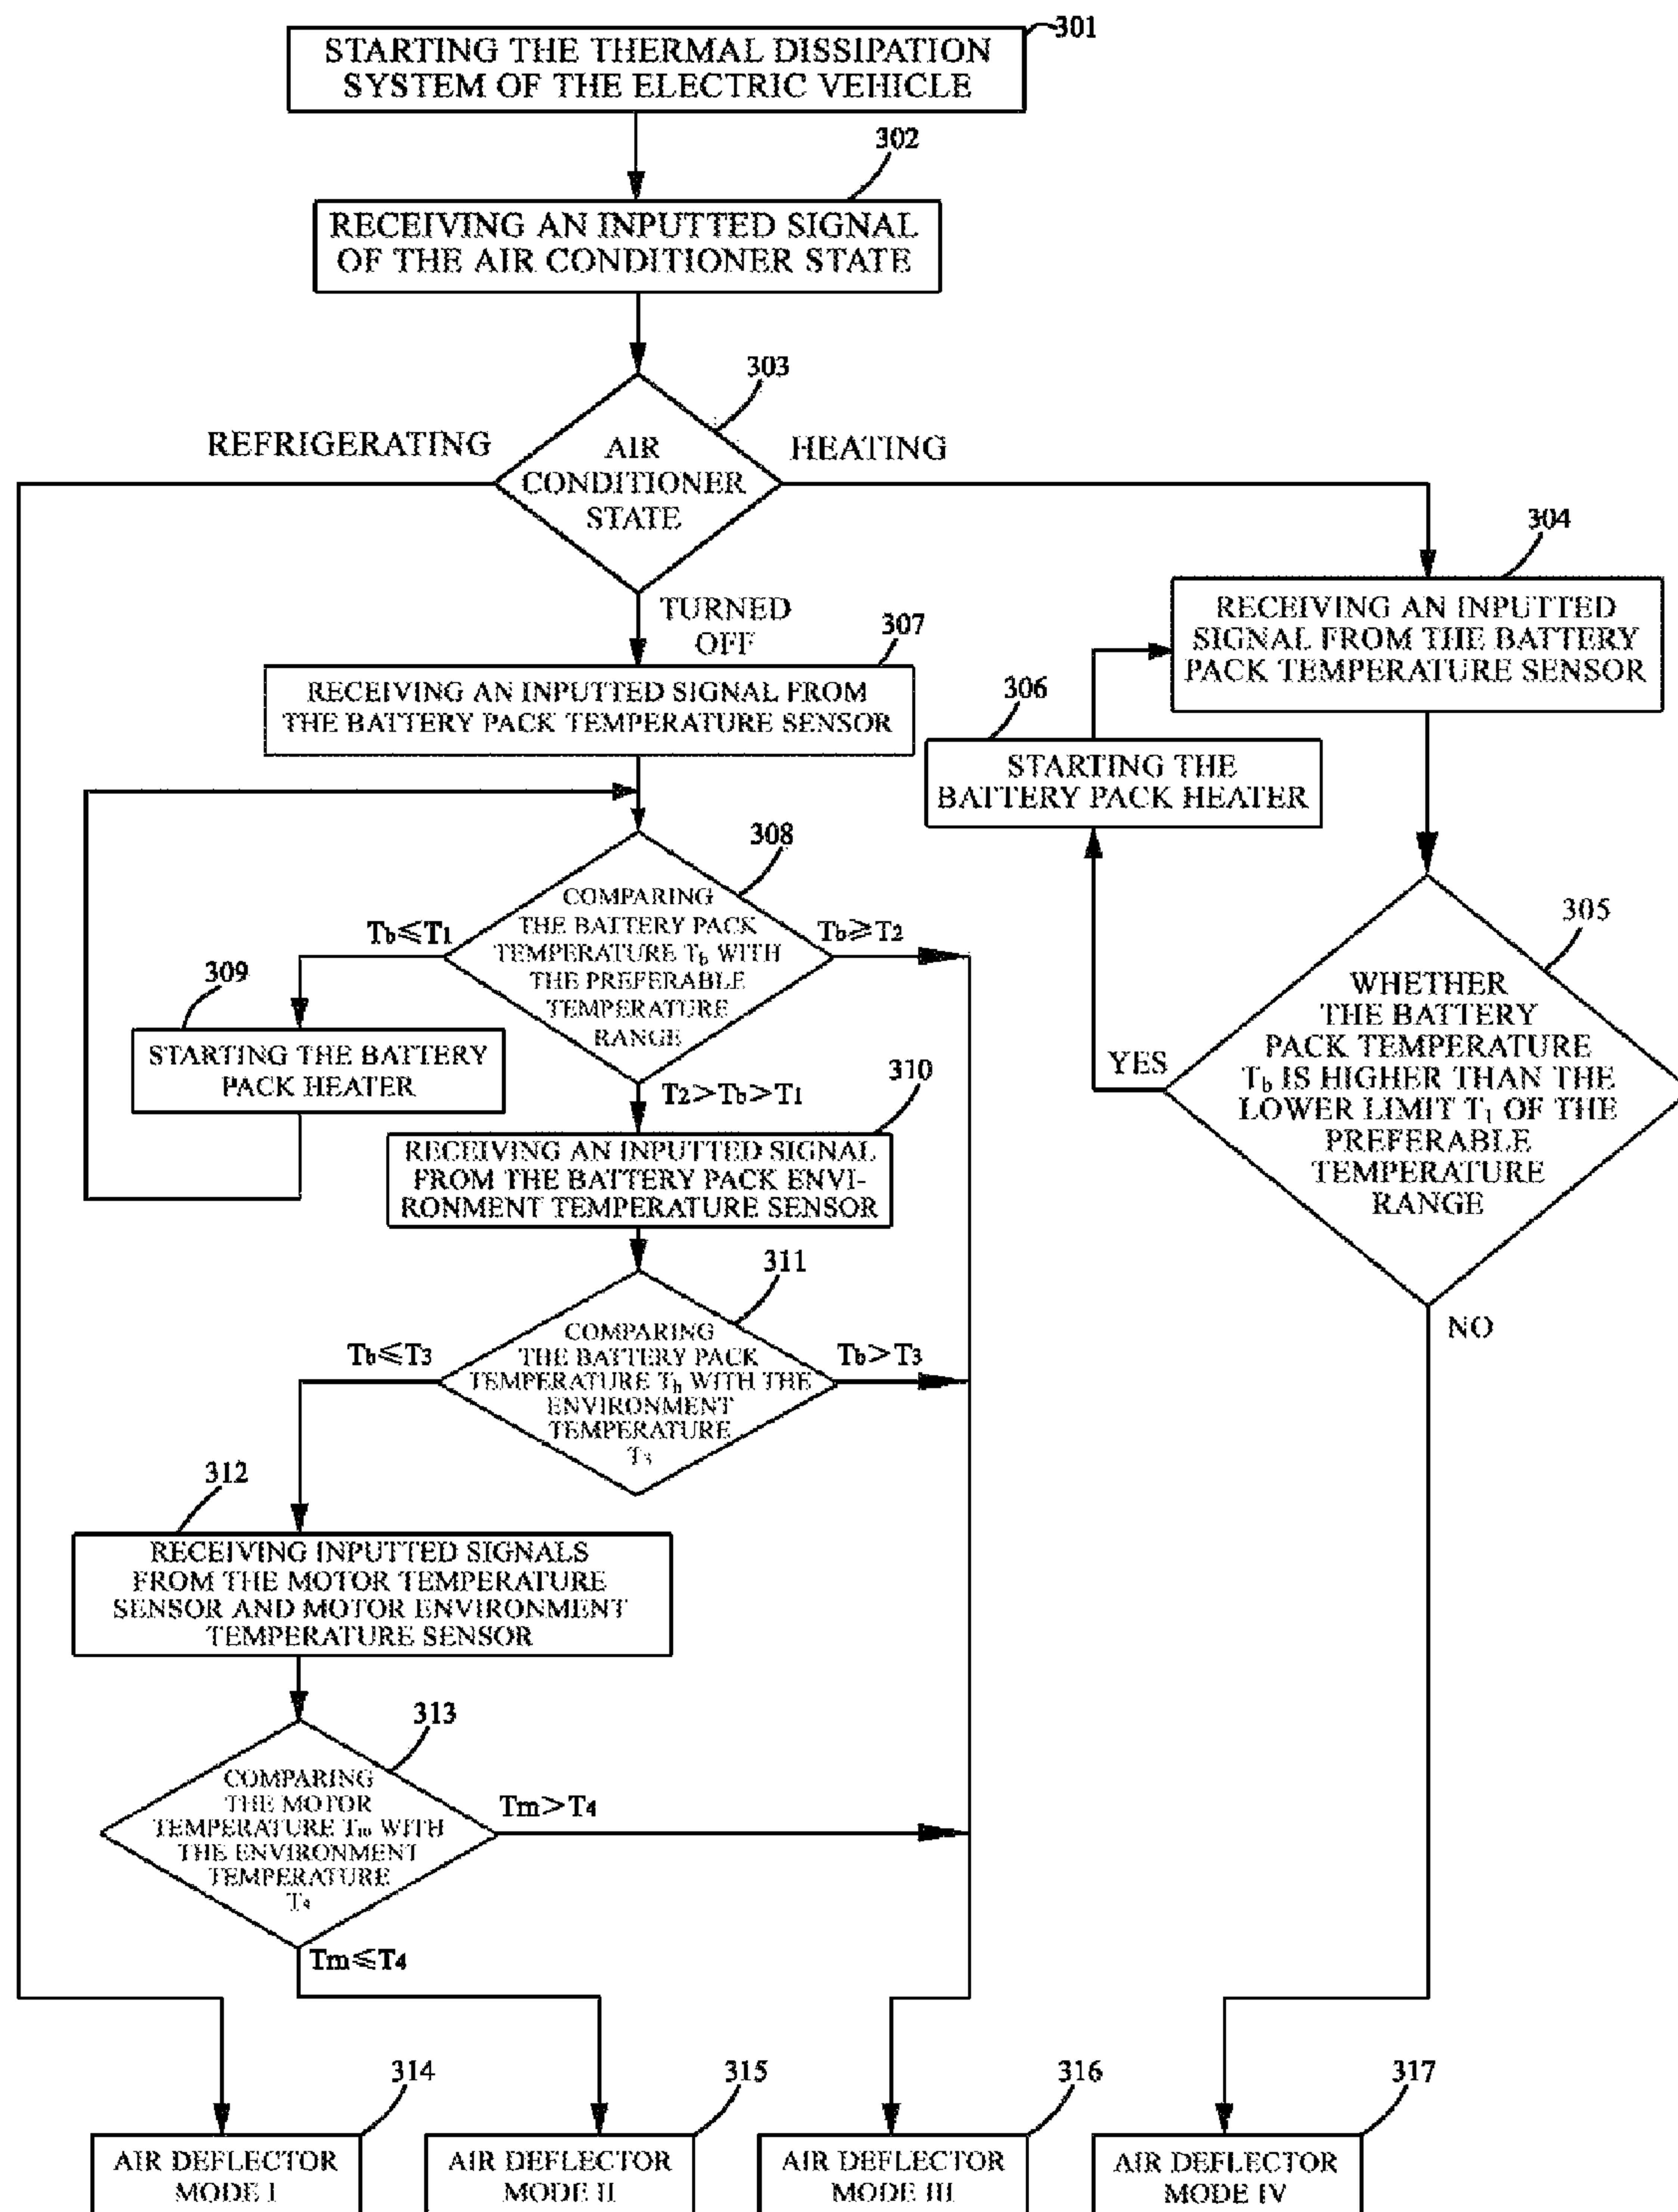 301
STARTING THE THERMAL DISSIPATION
SYSTEM OF THE ELECTRIC VEHICLE
302
RECEIVING AN INPUTTED SIGNAL
OF THE AIR CONDITIONER STATE
303
REFRIGERATING
AIR
CONDITIONER
STATE
HEATING
304
RECEIVING AN INPUTTED
SIGNAL FROM THE BATTERY
PACK TEMPERATURE SENSOR
TURNED
OFF
307
RECEIVING AN INPUTTED SIGNAL FROM
THE BATTERY PACK TEMPERATURE SENSOR
306
STARTING THE
BATTERY PACK HEATER
308
COMPARING
THE BATTERY PACK
TEMPERATURE Tb WITH
THE PREFERABLE
TEMPERATURE
RANGE
Tb≤T1
Tb≥T2
305
WHETHER
THE BATTERY
PACK TEMPERATURE
Tb IS HIGHER THAN THE
LOWER LIMIT T1 OF THE
PREFERABLE
TEMPERATURE
RANGE
YES
NO
309
STARTING THE BATTERY
PACK HEATER
T2>Tb>T1
310
RECEIVING AN INPUTTED SIGNAL
FROM THE BATTERY PACK ENVI-
RONMENT TEMPERATURE SENSOR
311
COMPARING
THE BATTERY PACK
TEMPERATURE Tb WITH THE
ENVIRONMENT
TEMPERATURE
T3
Tb≤T3
Tb>T3
312
RECEIVING INPUTTED SIGNALS
FROM THE MOTOR TEMPERATURE
SENSOR AND MOTOR ENVIRONMENT
TEMPERATURE SENSOR
313
COMPARING
THE MOTOR
TEMPERATURE Tm WITH
THE ENVIRONMENT
TEMPERATURE
T4
Tm>T4
Tm≤T4
314
AIR DEFLECTOR
MODE I
315
AIR DEFLECTOR
MODE II
316
AIR DEFLECTOR
MODE III
317
AIR DEFLECTOR
MODE IV